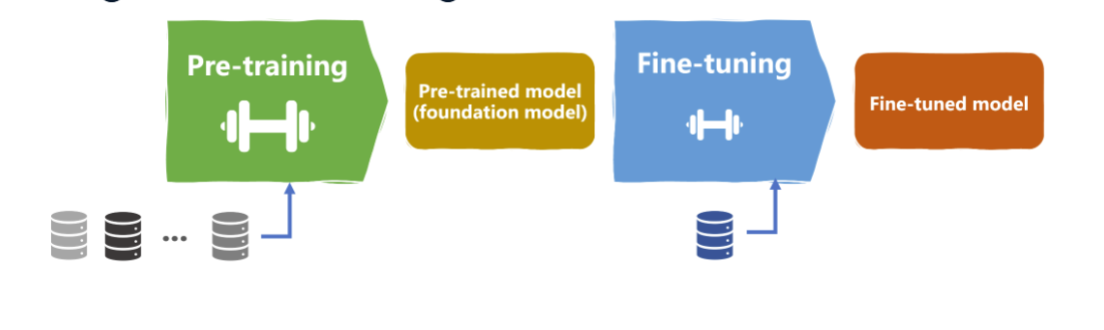 Pre-training
Pre-trained model
(foundation model)
Fine-tuning
Fine-tuned model
...